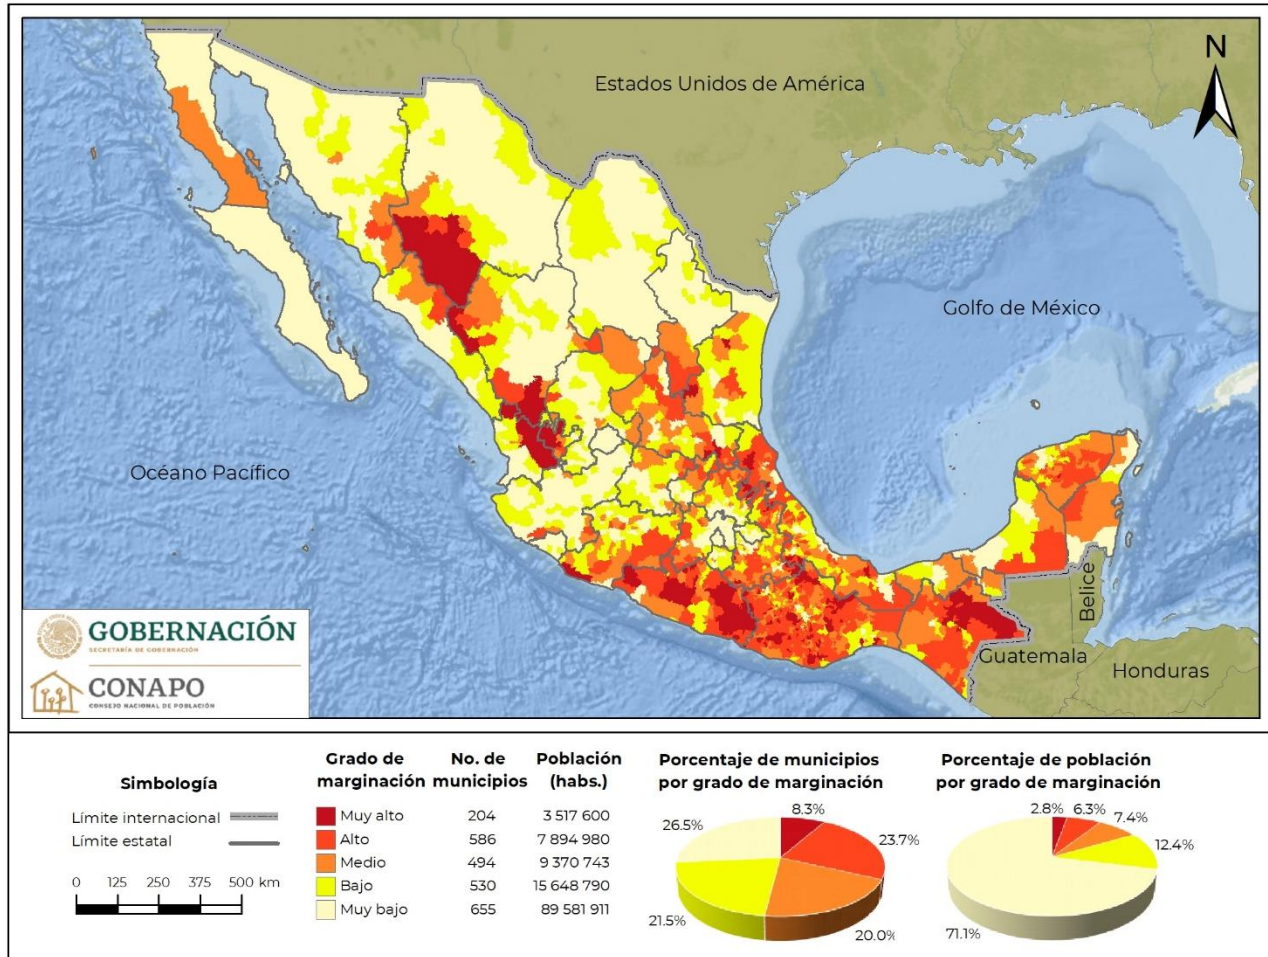 N
Estados Unidos de América
Golfo de México
Océano Pacífico
Belice
Guatemala
Honduras
GOBERNACIÓN
SECRETARÍA DE GOBERNACIÓN
CONAPO
CONSEJO NACIONAL DE POBLACIÓN
Simbología
Límite internacional
Límite estatal
0 125 250 375 500 km
Grado de marginación No. de municipios Población (habs.)
Muy alto 204 3 517 600
Alto 586 7 894 980
Medio 494 9 370 743
Bajo 530 15 648 790
Muy bajo 655 89 581 911
Porcentaje de municipios
por grado de marginación
8.3%
26.5%
23.7%
21.5%
20.0%
Porcentaje de población
por grado de marginación
2.8% 6.3%
7.4%
12.4%
71.1%